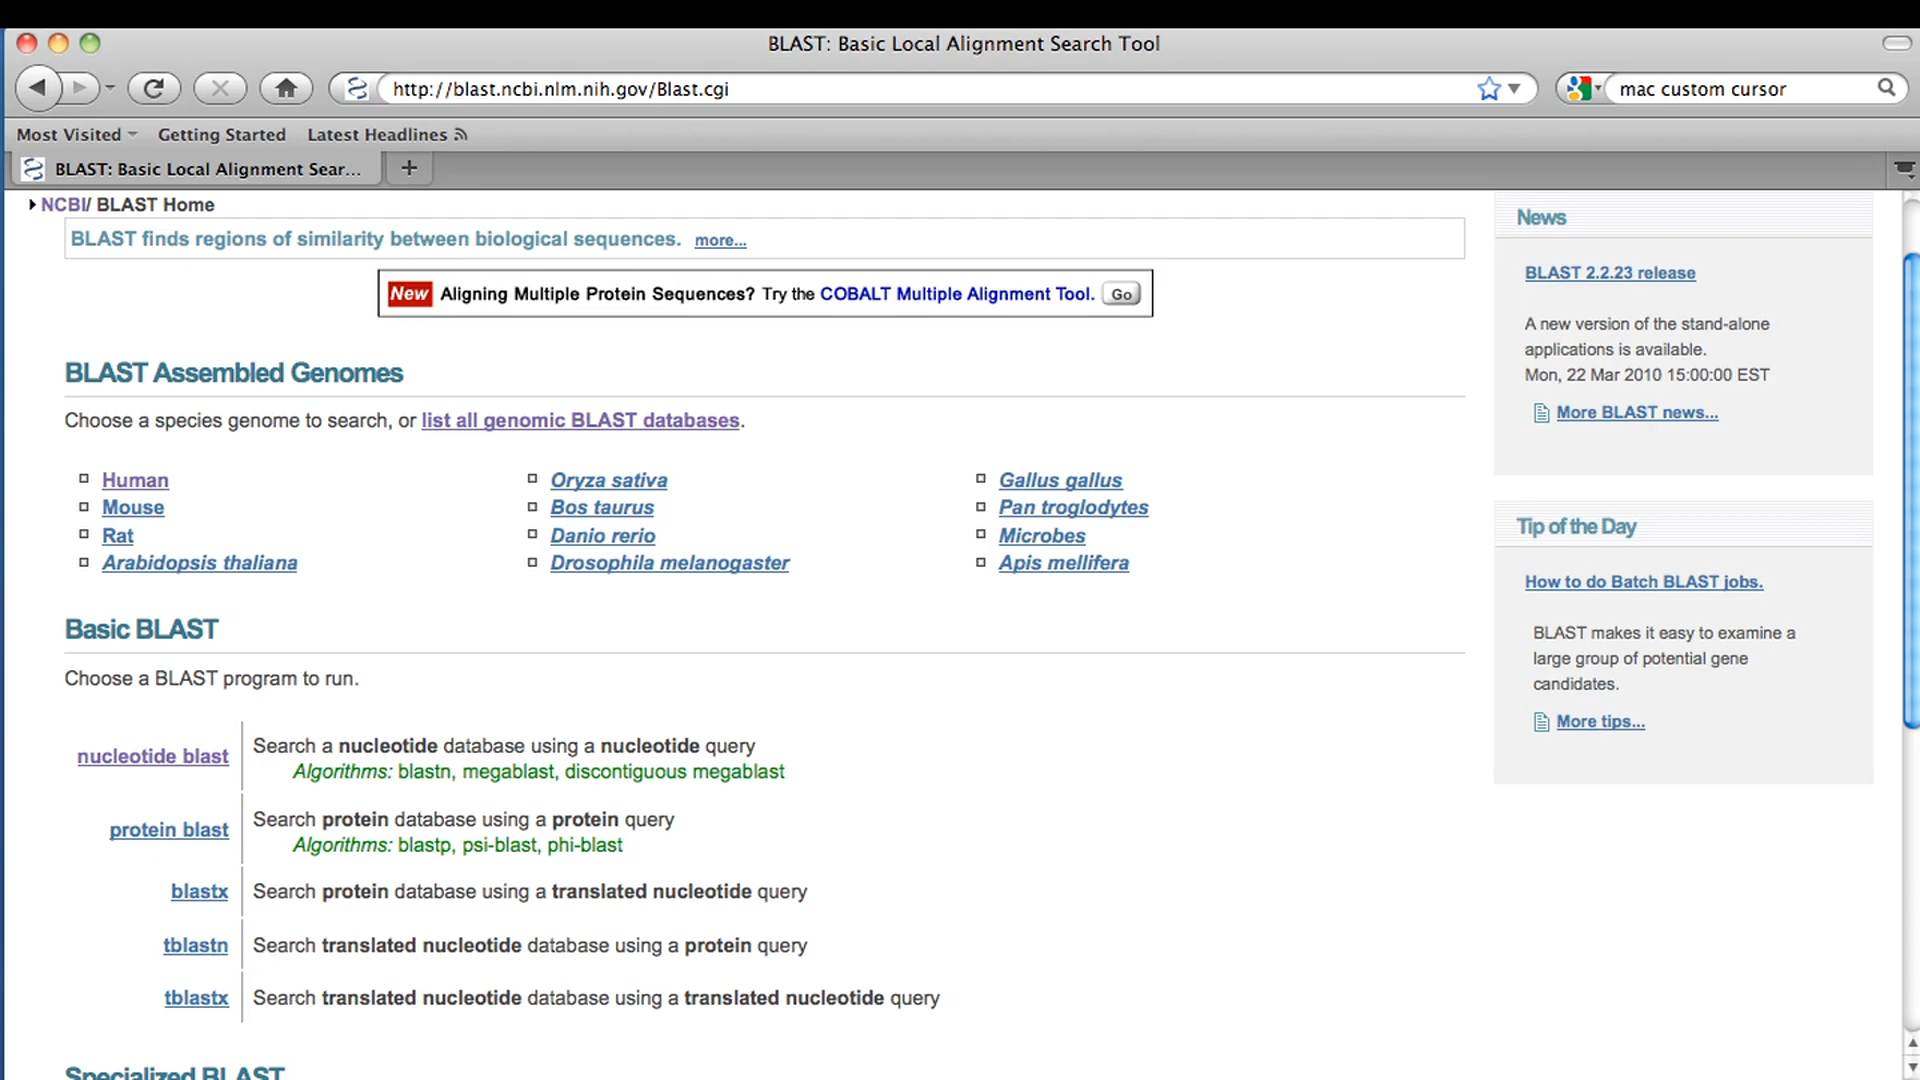 BLAST: Basic Local Alignment Search Tool
http://blast.ncbi.nlm.nih.gov/Blast.cgi
mac custom cursor
Most Visited Getting Started Latest Headlines
BLAST: Basic Local Alignment Sear...
NCBI/ BLAST Home
BLAST finds regions of similarity between biological sequences. more...
New Aligning Multiple Protein Sequences? Try the COBALT Multiple Alignment Tool. Go
BLAST Assembled Genomes
Choose a species genome to search, or list all genomic BLAST databases.
Human
Mouse
Rat
Arabidopsis thaliana
Oryza sativa
Bos taurus
Danio rerio
Drosophila melanogaster
Gallus gallus
Pan troglodytes
Microbes
Apis mellifera
Basic BLAST
Choose a BLAST program to run.
nucleotide blast
Search a nucleotide database using a nucleotide query
Algorithms: blastn, megablast, discontiguous megablast
protein blast
Search protein database using a protein query
Algorithms: blastp, psi-blast, phi-blast
blastx
Search protein database using a translated nucleotide query
tblastn
Search translated nucleotide database using a protein query
tblastx
Search translated nucleotide database using a translated nucleotide query
Specialized BLAST
News
BLAST 2.2.23 release
A new version of the stand-alone
applications is available.
Mon, 22 Mar 2010 15:00:00 EST
More BLAST news...
Tip of the Day
How to do Batch BLAST jobs.
BLAST makes it easy to examine a
large group of potential gene
candidates.
More tips...